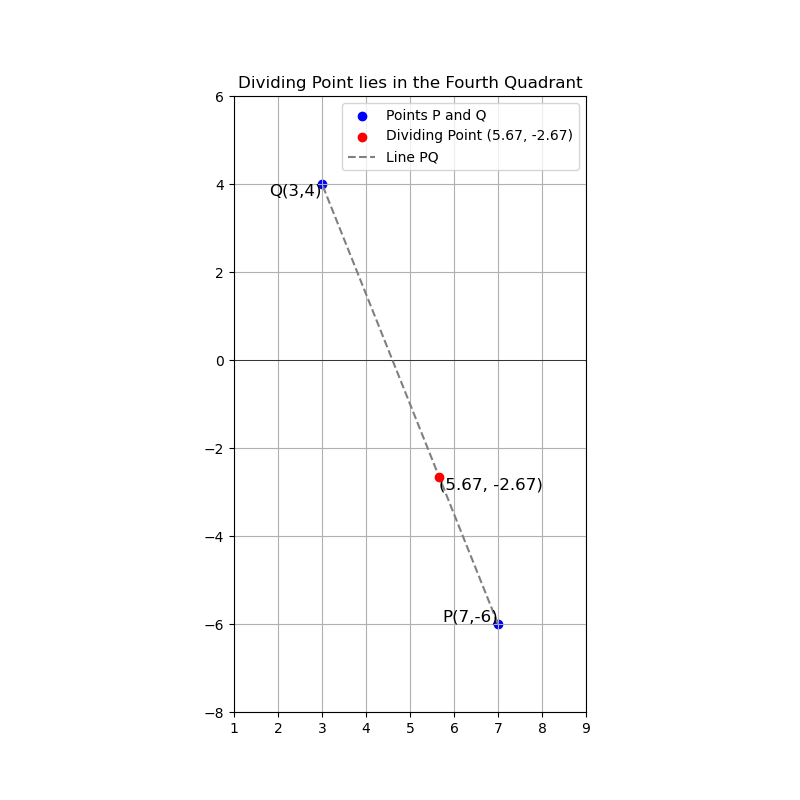 Dividing Point lies in the Fourth Quadrant
6
Points P and Q
Dividing Point (5.67, -2.67)
Line PQ
4
Q(3,4)
2
0
−2
(5.67, -2.67)
−4
P(7,-6)
−6
−8
1 2 3 4 5 6 7 8 9